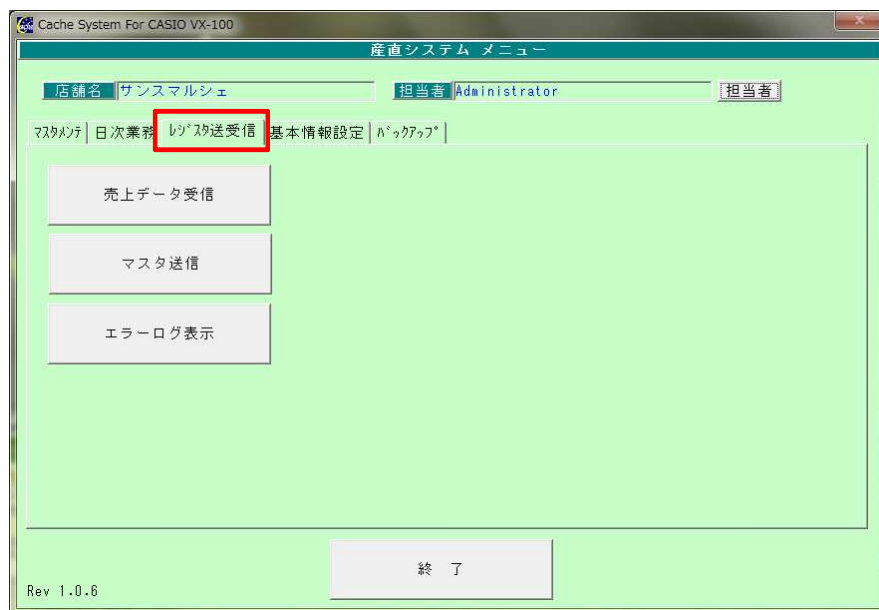 Cache System For CASIO VX-100
産直システム メニュー
店舗名 サンスマルシェ 担当者 Administrator 担当者
ﾏｽﾀﾒﾝﾃ 日次業務 ﾚｼﾞｽﾀ送受信 基本情報設定 ﾊﾞｯｸｱｯﾌﾟ
売上データ受信
マスタ送信
エラーログ表示
終 了
Rev 1.0.6